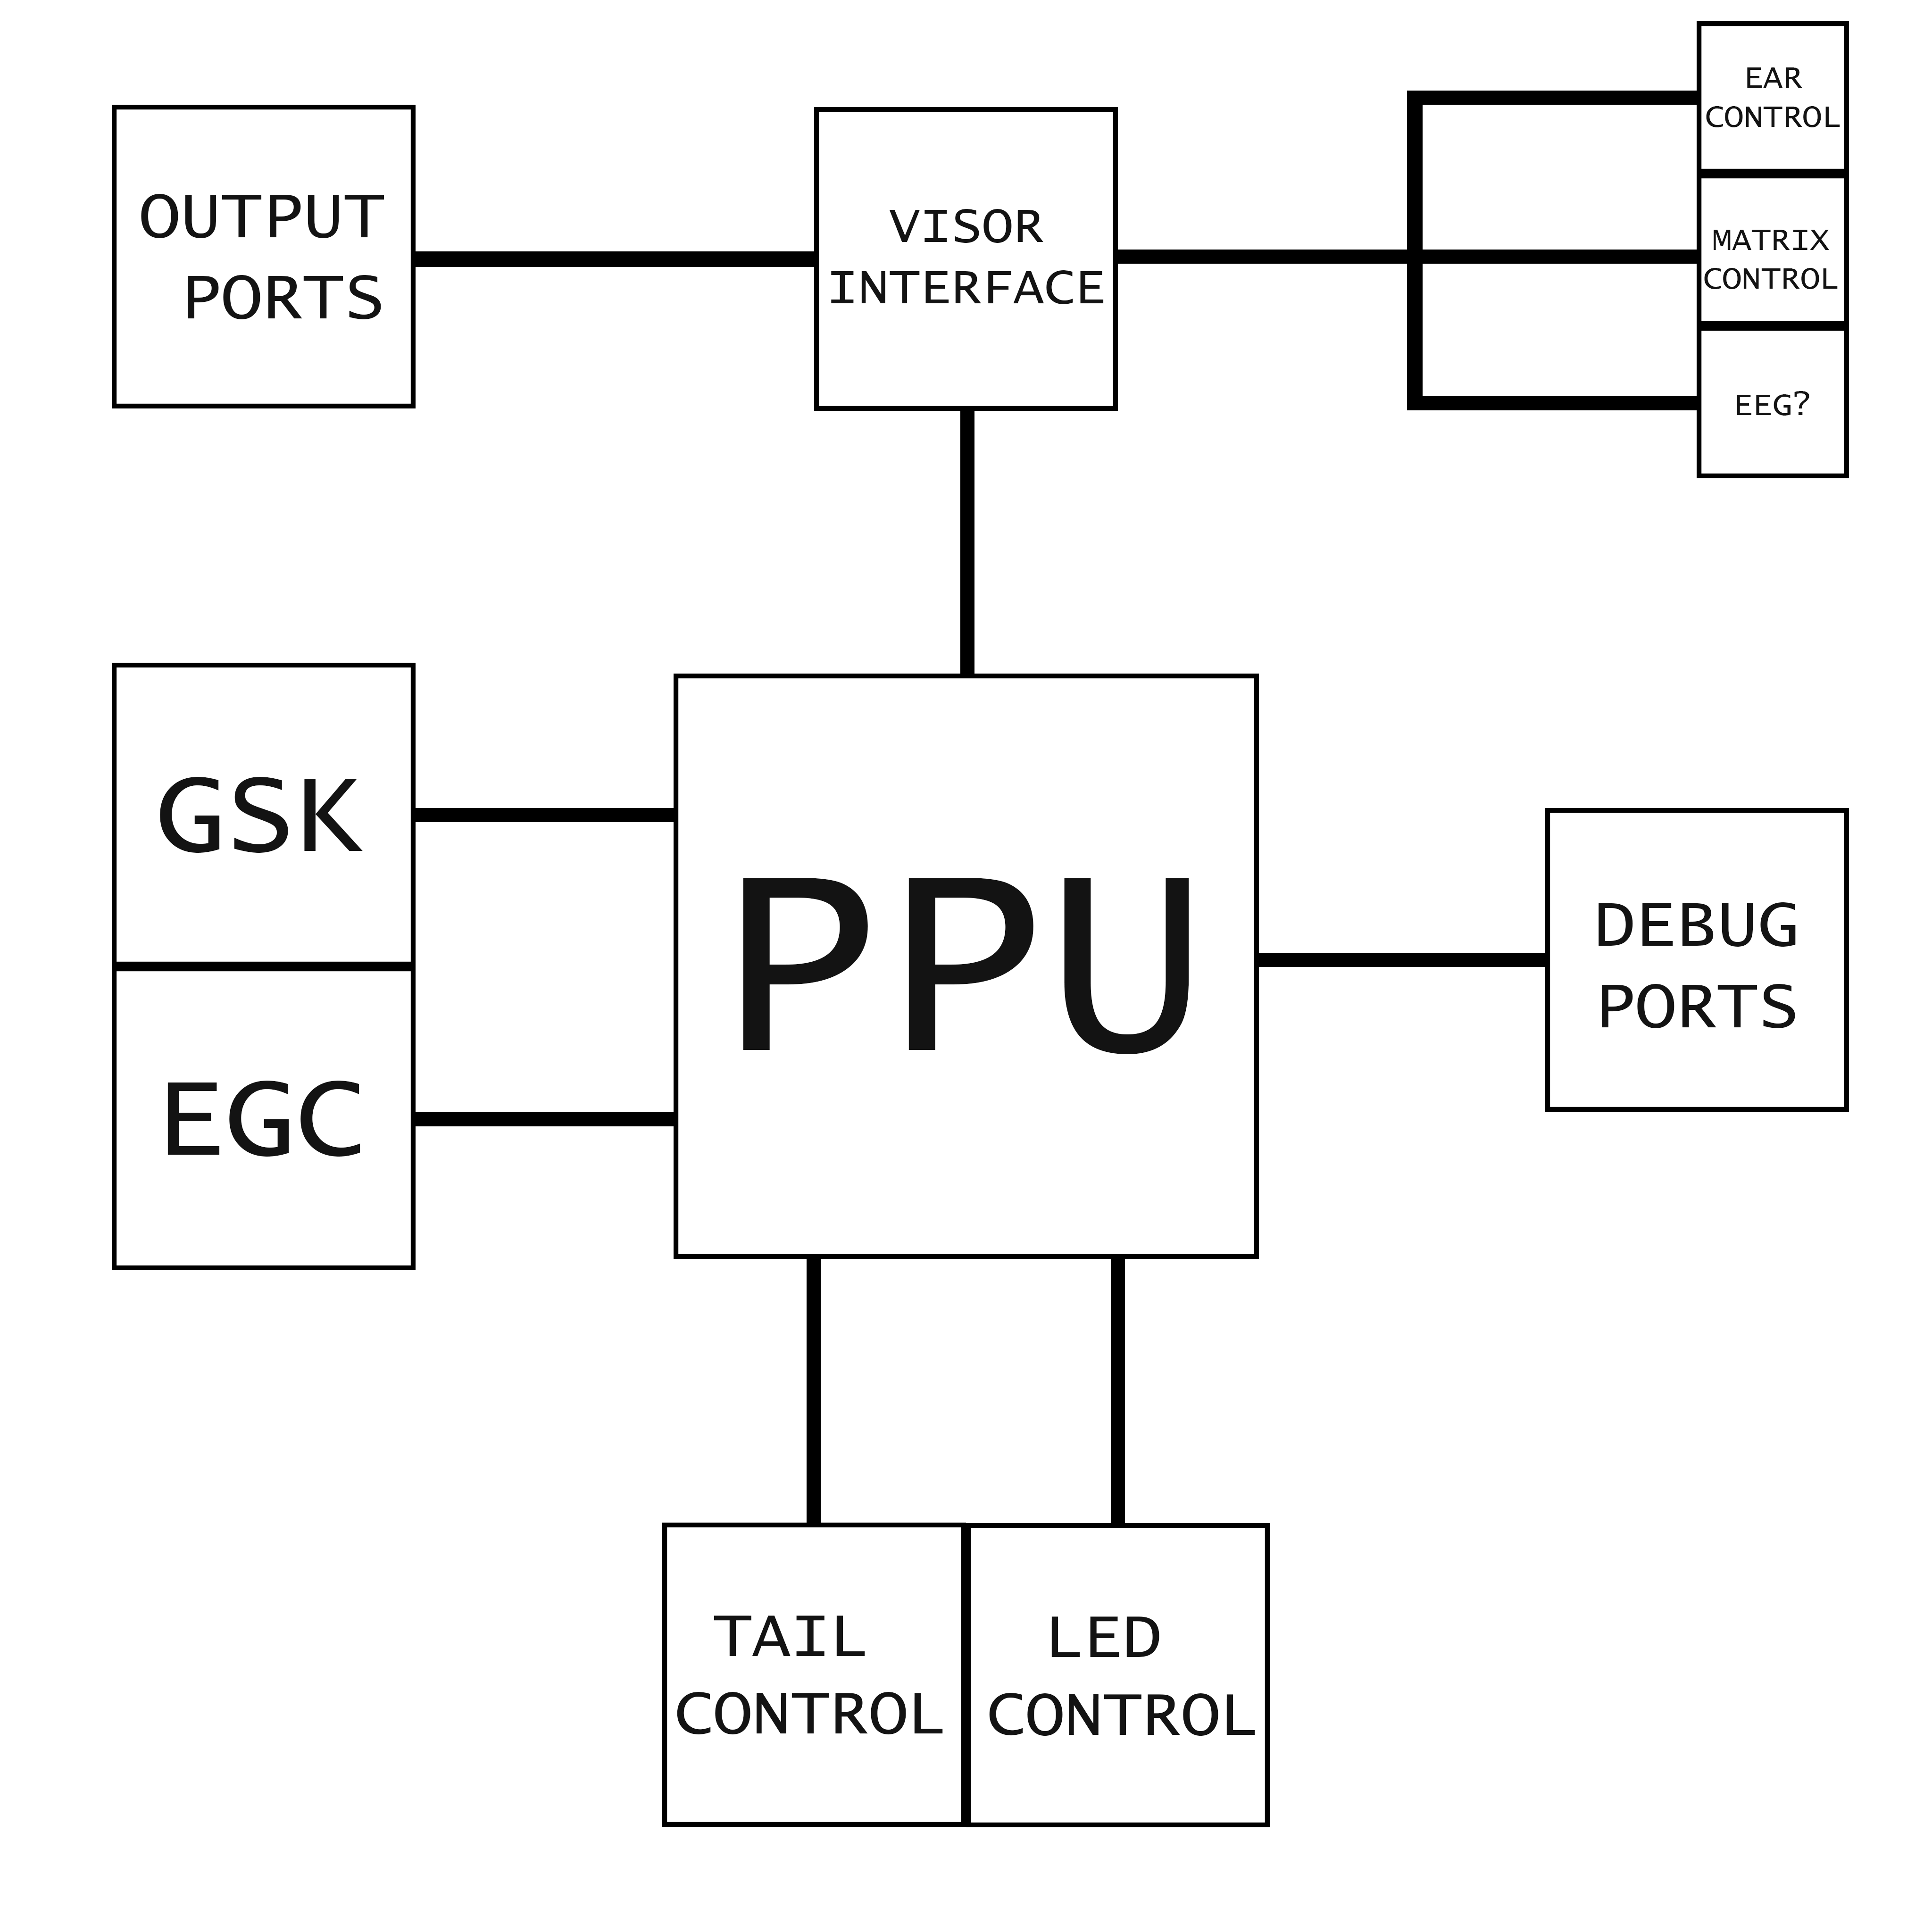 EAR
CONTROL
OUTPUT
PORTS
VISOR
INTERFACE
MATRIX
CONTROL
EEG?
GSK
EGC
PPU
DEBUG
PORTS
TAIL
CONTROL
LED
CONTROL